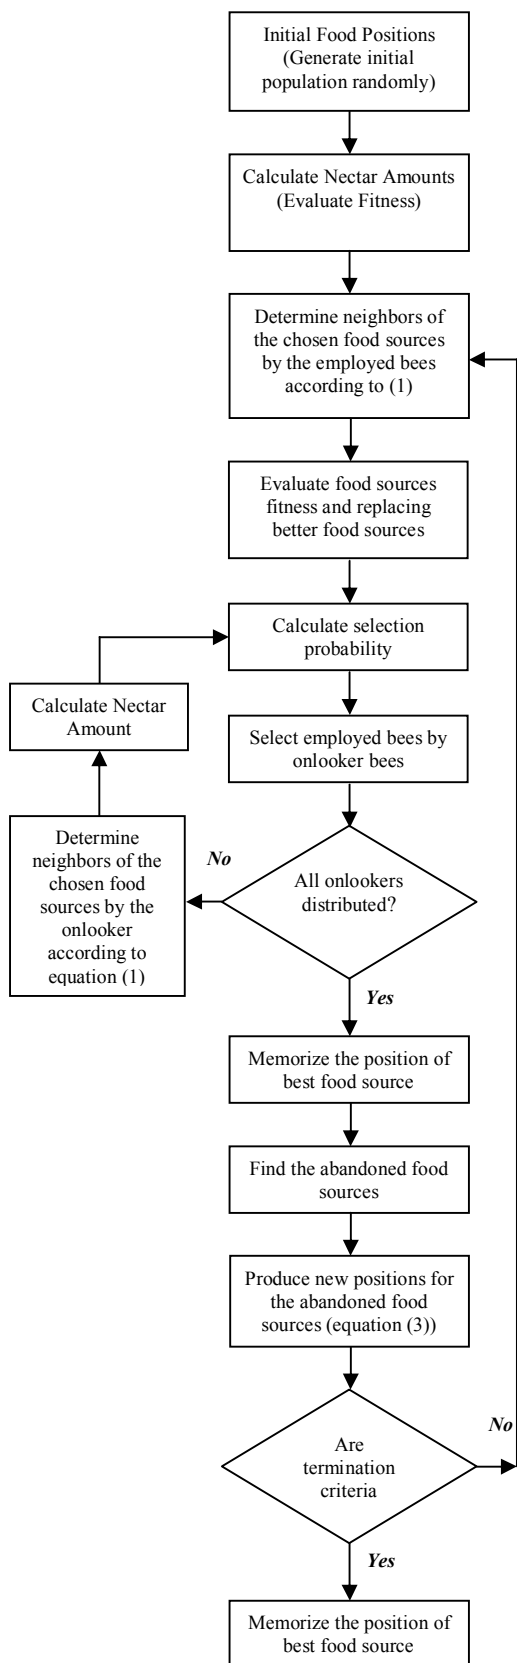 Initial Food Positions
(Generate initial
population randomly)
Calculate Nectar Amounts
(Evaluate Fitness)
Determine neighbors of
the chosen food sources
by the employed bees
according to (1)
Evaluate food sources
fitness and replacing
better food sources
Calculate selection
probability
Calculate Nectar
Amount
Select employed bees by
onlooker bees
Determine
neighbors of the
chosen food
sources by the
onlooker
according to
equation (1)
No
All onlookers
distributed?
Yes
Memorize the position of
best food source
Find the abandoned food
sources
Produce new positions for
the abandoned food
sources (equation (3))
No
Are
termination
criteria
Yes
Memorize the position of
best food source